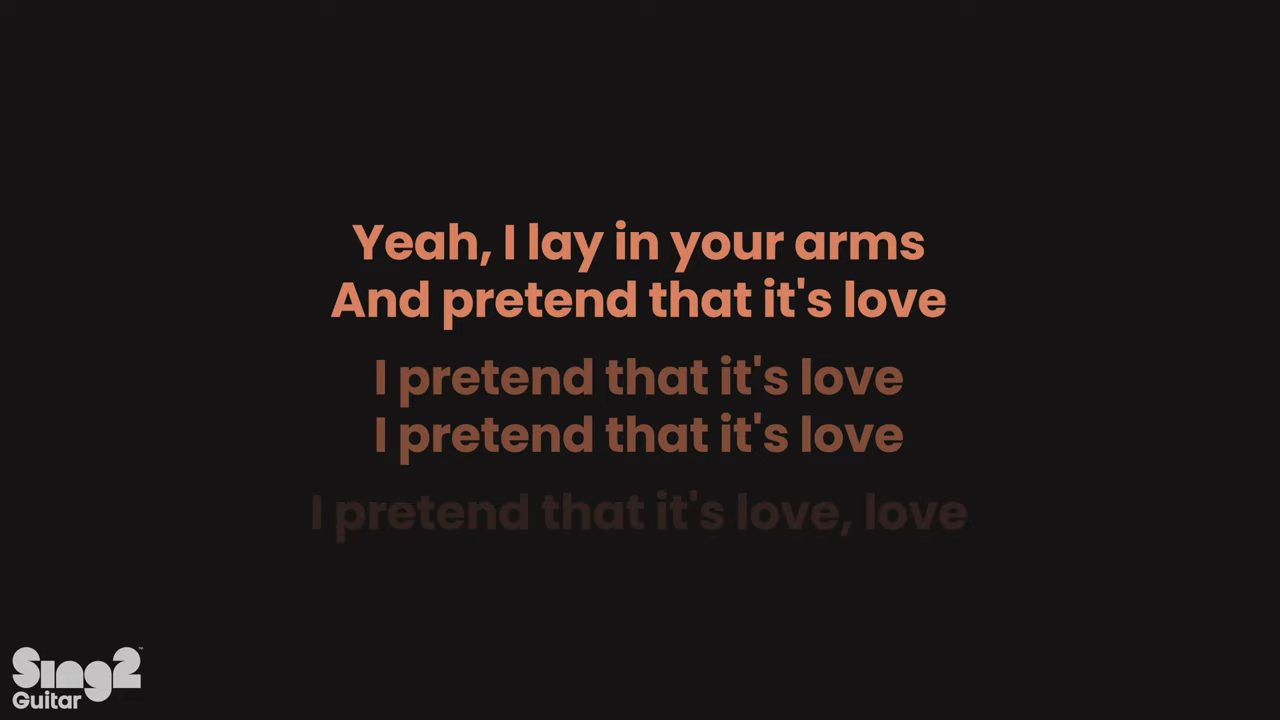 Yeah, I lay in your arms
And pretend that it's love
I pretend that it's love
I pretend that it's love
I pretend that it's love, love
Sing2™
Guitar